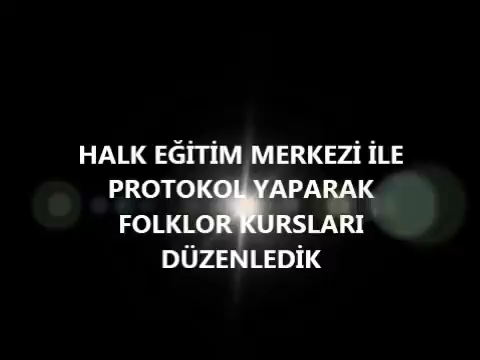 HALK EĞİTİM MERKEZİ İLE
PROTOKOL YAPARAK
FOLKLOR KURSLARI
DÜZENLEDİK